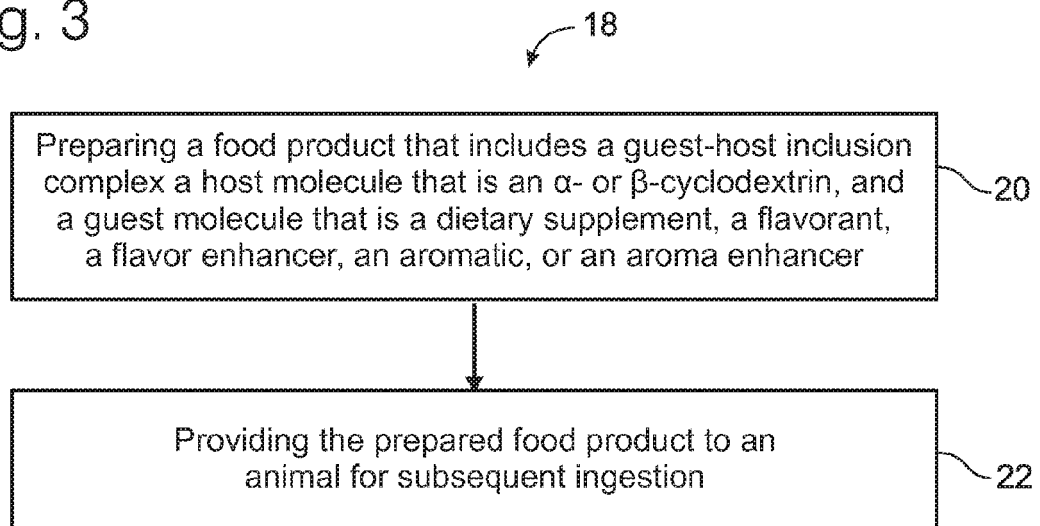 g. 3
18
Preparing a food product that includes a guest-host inclusion
complex a host molecule that is an α- or β-cyclodextrin, and
a guest molecule that is a dietary supplement, a flavorant,
a flavor enhancer, an aromatic, or an aroma enhancer
20
Providing the prepared food product to an
animal for subsequent ingestion
22